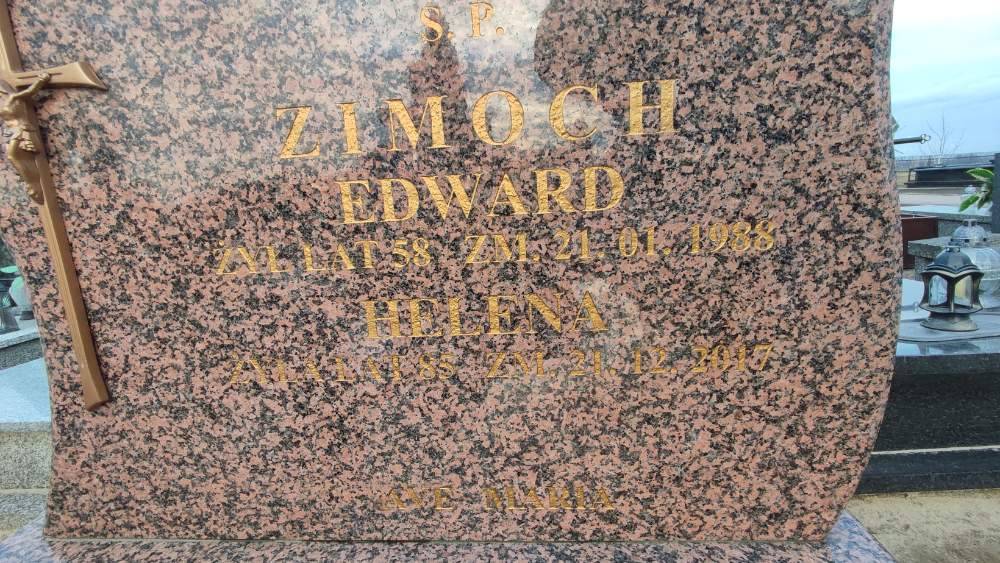 Ś. P.
ZIMOCH
EDWARD
ŻYŁ LAT 58 ZM. 21. 01. 1988
HELENA
ŻYŁA LAT 85 ZM. 21. 12. 2017
AVE MARIA